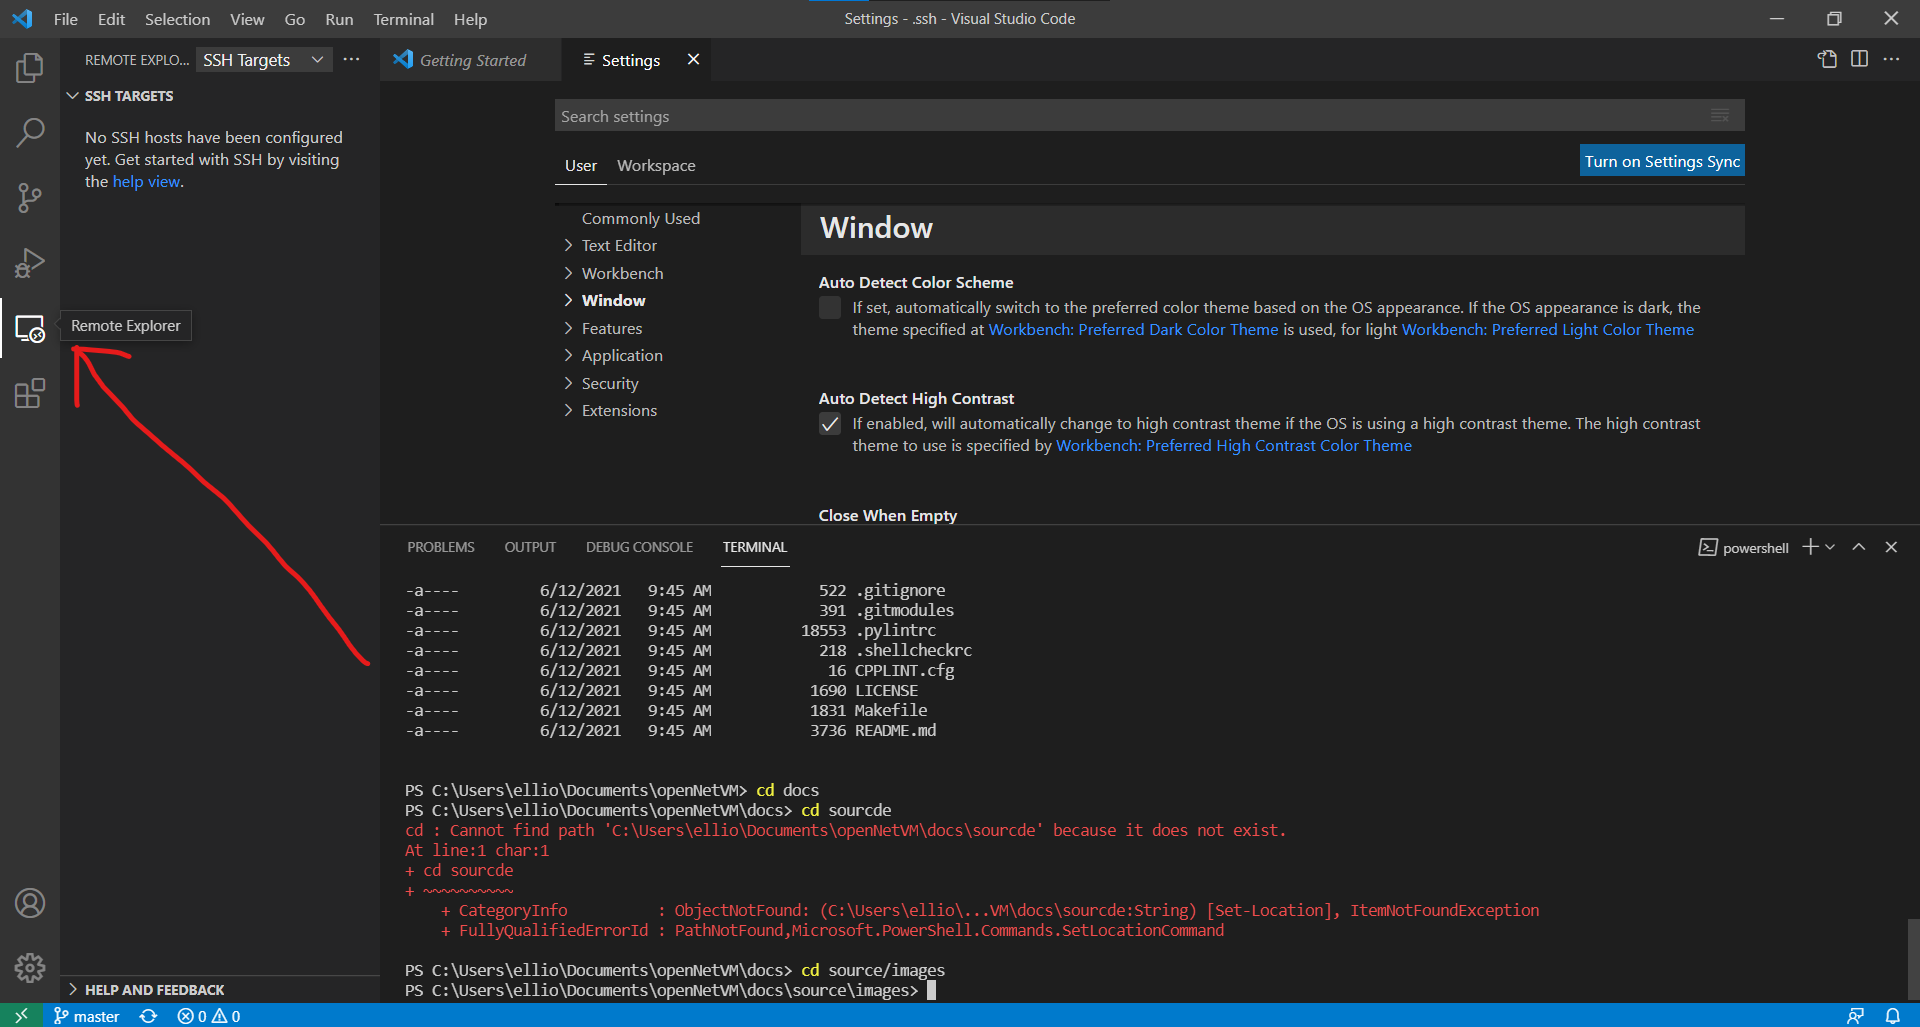 File Edit Selection View Go Run Terminal Help
Settings - .ssh - Visual Studio Code
REMOTE EXPLO... SSH Targets
Getting Started
Settings
SSH TARGETS
No SSH hosts have been configured
yet. Get started with SSH by visiting
the help view.
Remote Explorer
HELP AND FEEDBACK
Search settings
User Workspace
Turn on Settings Sync
Commonly Used
Text Editor
Workbench
Window
Features
Application
Security
Extensions
Window
Auto Detect Color Scheme
If set, automatically switch to the preferred color theme based on the OS appearance. If the OS appearance is dark, the
theme specified at Workbench: Preferred Dark Color Theme is used, for light Workbench: Preferred Light Color Theme
Auto Detect High Contrast
If enabled, will automatically change to high contrast theme if the OS is using a high contrast theme. The high contrast
theme to use is specified by Workbench: Preferred High Contrast Color Theme
Close When Empty
PROBLEMS OUTPUT DEBUG CONSOLE TERMINAL
powershell
-a---- 6/12/2021 9:45 AM 522 .gitignore
-a---- 6/12/2021 9:45 AM 391 .gitmodules
-a---- 6/12/2021 9:45 AM 18553 .pylintrc
-a---- 6/12/2021 9:45 AM 218 .shellcheckrc
-a---- 6/12/2021 9:45 AM 16 CPPLINT.cfg
-a---- 6/12/2021 9:45 AM 1690 LICENSE
-a---- 6/12/2021 9:45 AM 1831 Makefile
-a---- 6/12/2021 9:45 AM 3736 README.md
PS C:\Users\ellio\Documents\openNetVM> cd docs
PS C:\Users\ellio\Documents\openNetVM\docs> cd sourcde
cd : Cannot find path 'C:\Users\ellio\Documents\openNetVM\docs\sourcde' because it does not exist.
At line:1 char:1
+ cd sourcde
+ ~~~~~~~~~~
+ CategoryInfo : ObjectNotFound: (C:\Users\ellio\...VM\docs\sourcde:String) [Set-Location], ItemNotFoundException
+ FullyQualifiedErrorId : PathNotFound,Microsoft.PowerShell.Commands.SetLocationCommand
PS C:\Users\ellio\Documents\openNetVM\docs> cd source/images
PS C:\Users\ellio\Documents\openNetVM\docs\source\images>
master 0 0